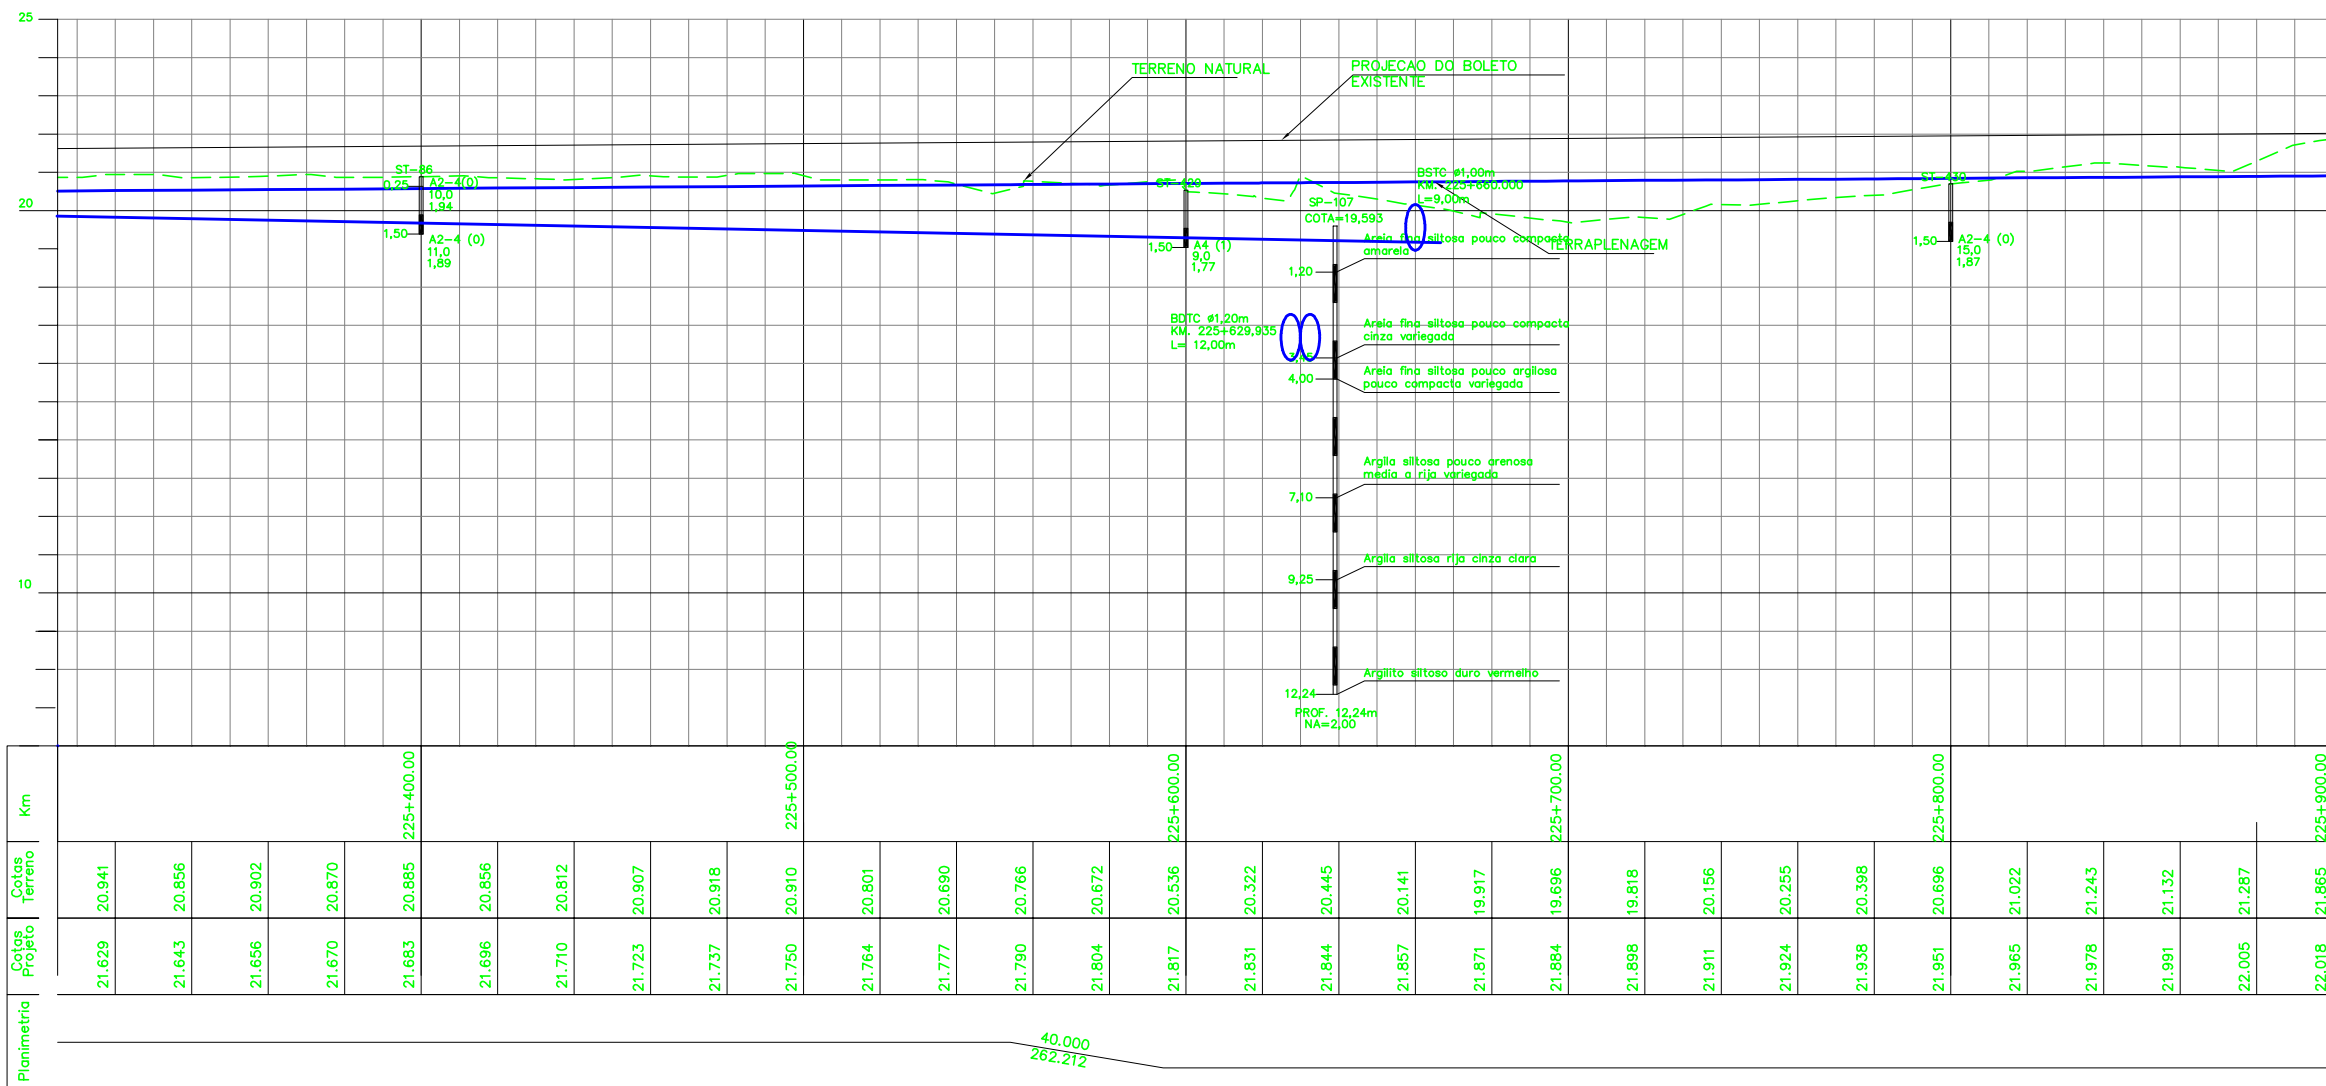 25
TERRENO NATURAL
PROJECAO DO BOLETO
EXISTENTE
ST-86
0,25
A2-4(0)
10,0
1,94
1,50
A2-4 (0)
11,0
1,89
20
1,50
A4 (1)
9,0
1,77
BSTC ø1,00m
KM. 225+660.000
L=9,00m
TERRAPLENAGEM
ST-430
1,50
A2-4 (0)
15,0
1,87
SP-107
COTA=19,593
Areia fina siltosa pouco compacta
amarela
1,20
BDTC ø1,20m
KM. 225+629,935
L= 12,00m
Areia fina siltosa pouco compacta
cinza variegada
Areia fina siltosa pouco argilosa
pouco compacta variegada
4,00
Argila siltosa pouco arenosa
media a rija variegada
7,10
10
Argila siltosa rija cinza clara
9,25
Argilito siltoso duro vermelho
12,24
PROF. 12,24m
NA=2,00
Km
225+400.00
225+500.00
225+600.00
225+700.00
225+800.00
225+900.00
Cotas
Terreno
20.941
20.856
20.902
20.870
20.885
20.856
20.812
20.907
20.918
20.910
20.801
20.690
20.766
20.672
20.536
20.322
20.445
20.141
19.917
19.696
19.818
20.156
20.255
20.398
20.696
21.022
21.243
21.132
21.287
21.865
Cotas
Projeto
21.629
21.643
21.656
21.670
21.683
21.696
21.710
21.723
21.737
21.750
21.764
21.777
21.790
21.804
21.817
21.831
21.844
21.857
21.871
21.884
21.898
21.911
21.924
21.938
21.951
21.965
21.978
21.991
22.005
22.018
Planimetria
40.000
262.212